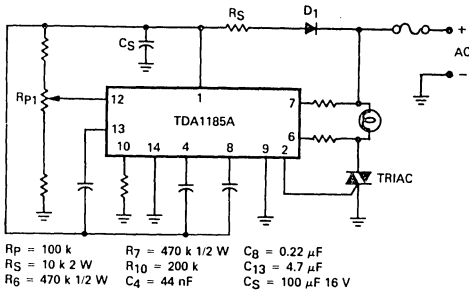 RS
D1
CS
+
AC
−
RP1
12
1
7
13
TDA1185A
6
10
14
4
8
9
2
TRIAC
RP = 100 k
RS = 10 k 2 W
R6 = 470 k 1/2 W
R7 = 470 k 1/2 W
R10 = 200 k
C4 = 44 nF
C8 = 0.22 μF
C13 = 4.7 μF
CS = 100 μF 16 V